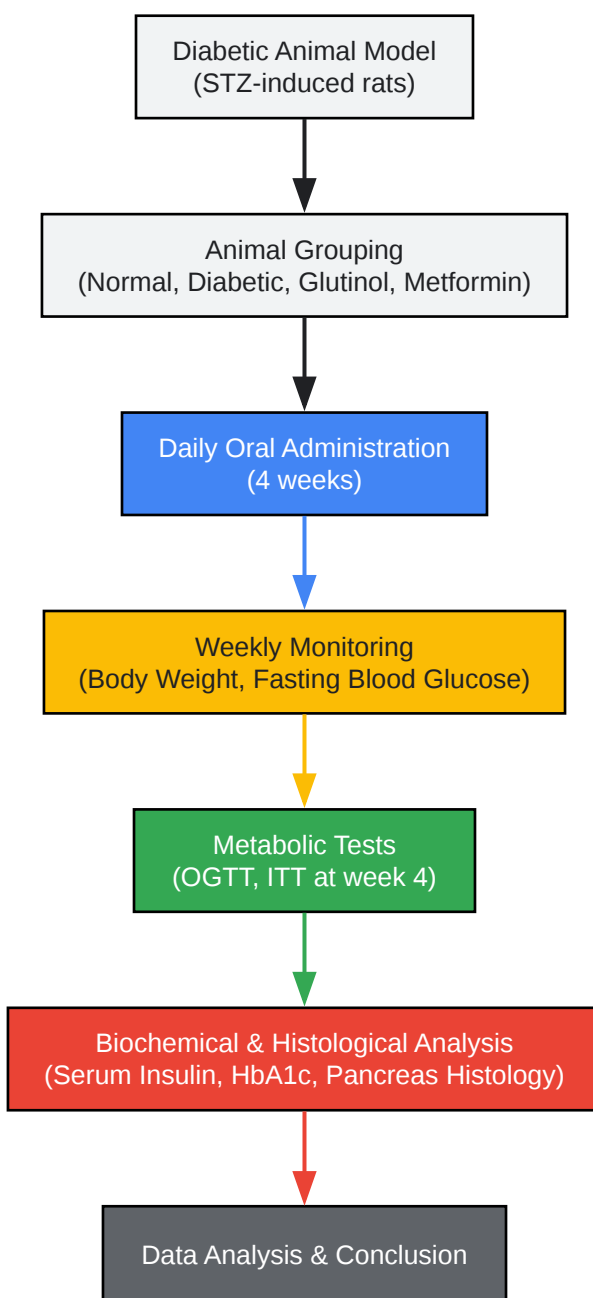 Diabetic Animal Model
(STZ-induced rats)
Animal Grouping
(Normal, Diabetic, Glutinol, Metformin)
Daily Oral Administration
(4 weeks)
Weekly Monitoring
(Body Weight, Fasting Blood Glucose)
Metabolic Tests
(OGTT, ITT at week 4)
Biochemical & Histological Analysis
(Serum Insulin, HbA1c, Pancreas Histology)
Data Analysis & Conclusion